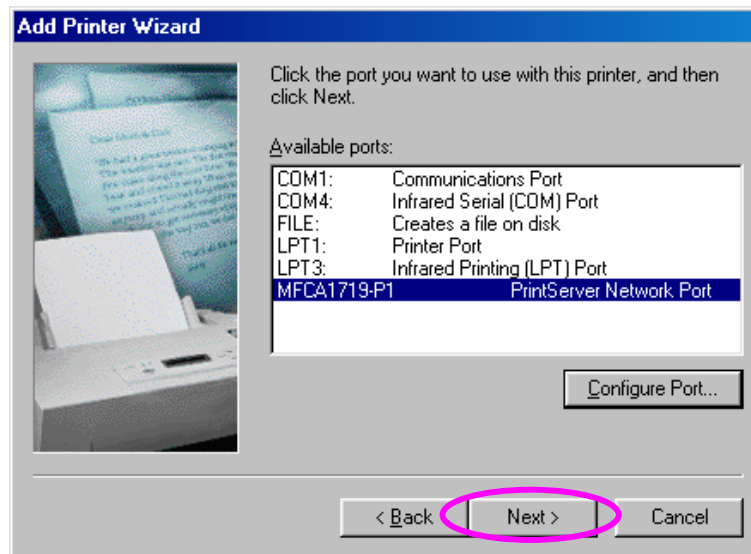 Add Printer Wizard
Click the port you want to use with this printer, and then
click Next.
Available ports:
COM1: Communications Port
COM4: Infrared Serial (COM) Port
FILE: Creates a file on disk
LPT1: Printer Port
LPT3: Infrared Printing (LPT) Port
MFCA1719-P1 PrintServer Network Port
Configure Port...
< Back Next > Cancel